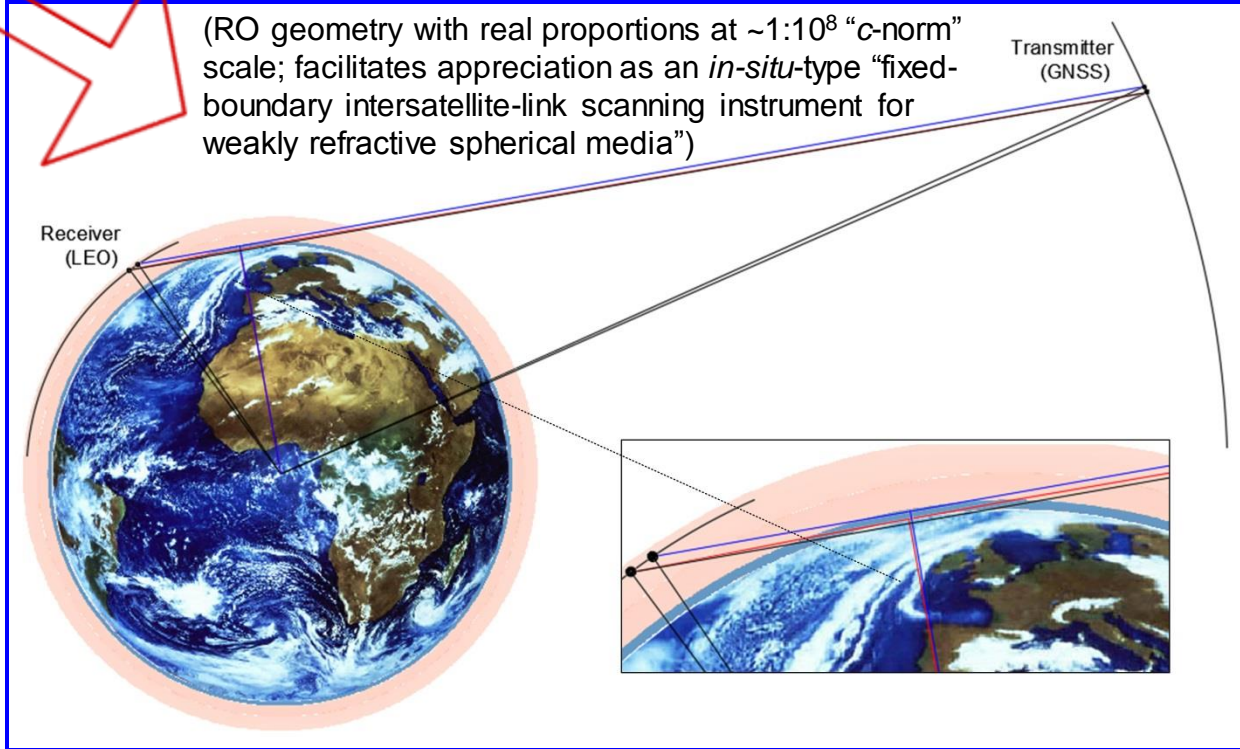 (RO geometry with real proportions at ~1:10⁸ “c-norm”
scale; facilitates appreciation as an in-situ-type “fixed-
boundary intersatellite-link scanning instrument for
weakly refractive spherical media”)
Transmitter
(GNSS)
Receiver
(LEO)